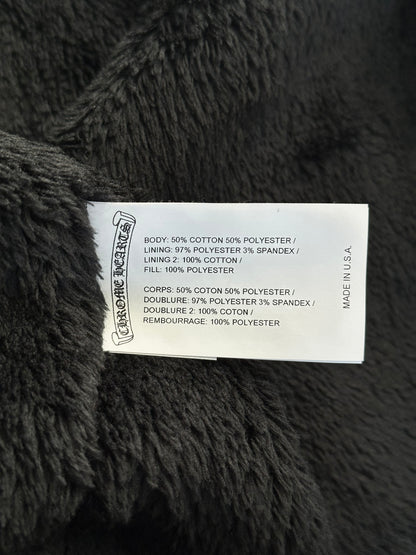 CHROME HEARTS
BODY: 50% COTTON 50% POLYESTER /
LINING: 97% POLYESTER 3% SPANDEX /
LINING 2: 100% COTTON /
FILL: 100% POLYESTER
CORPS: 50% COTON 50% POLYESTER /
DOUBLURE: 97% POLYESTER 3% SPANDEX /
DOUBLURE 2: 100% COTON /
REMBOURRAGE: 100% POLYESTER
MADE IN U.S.A.